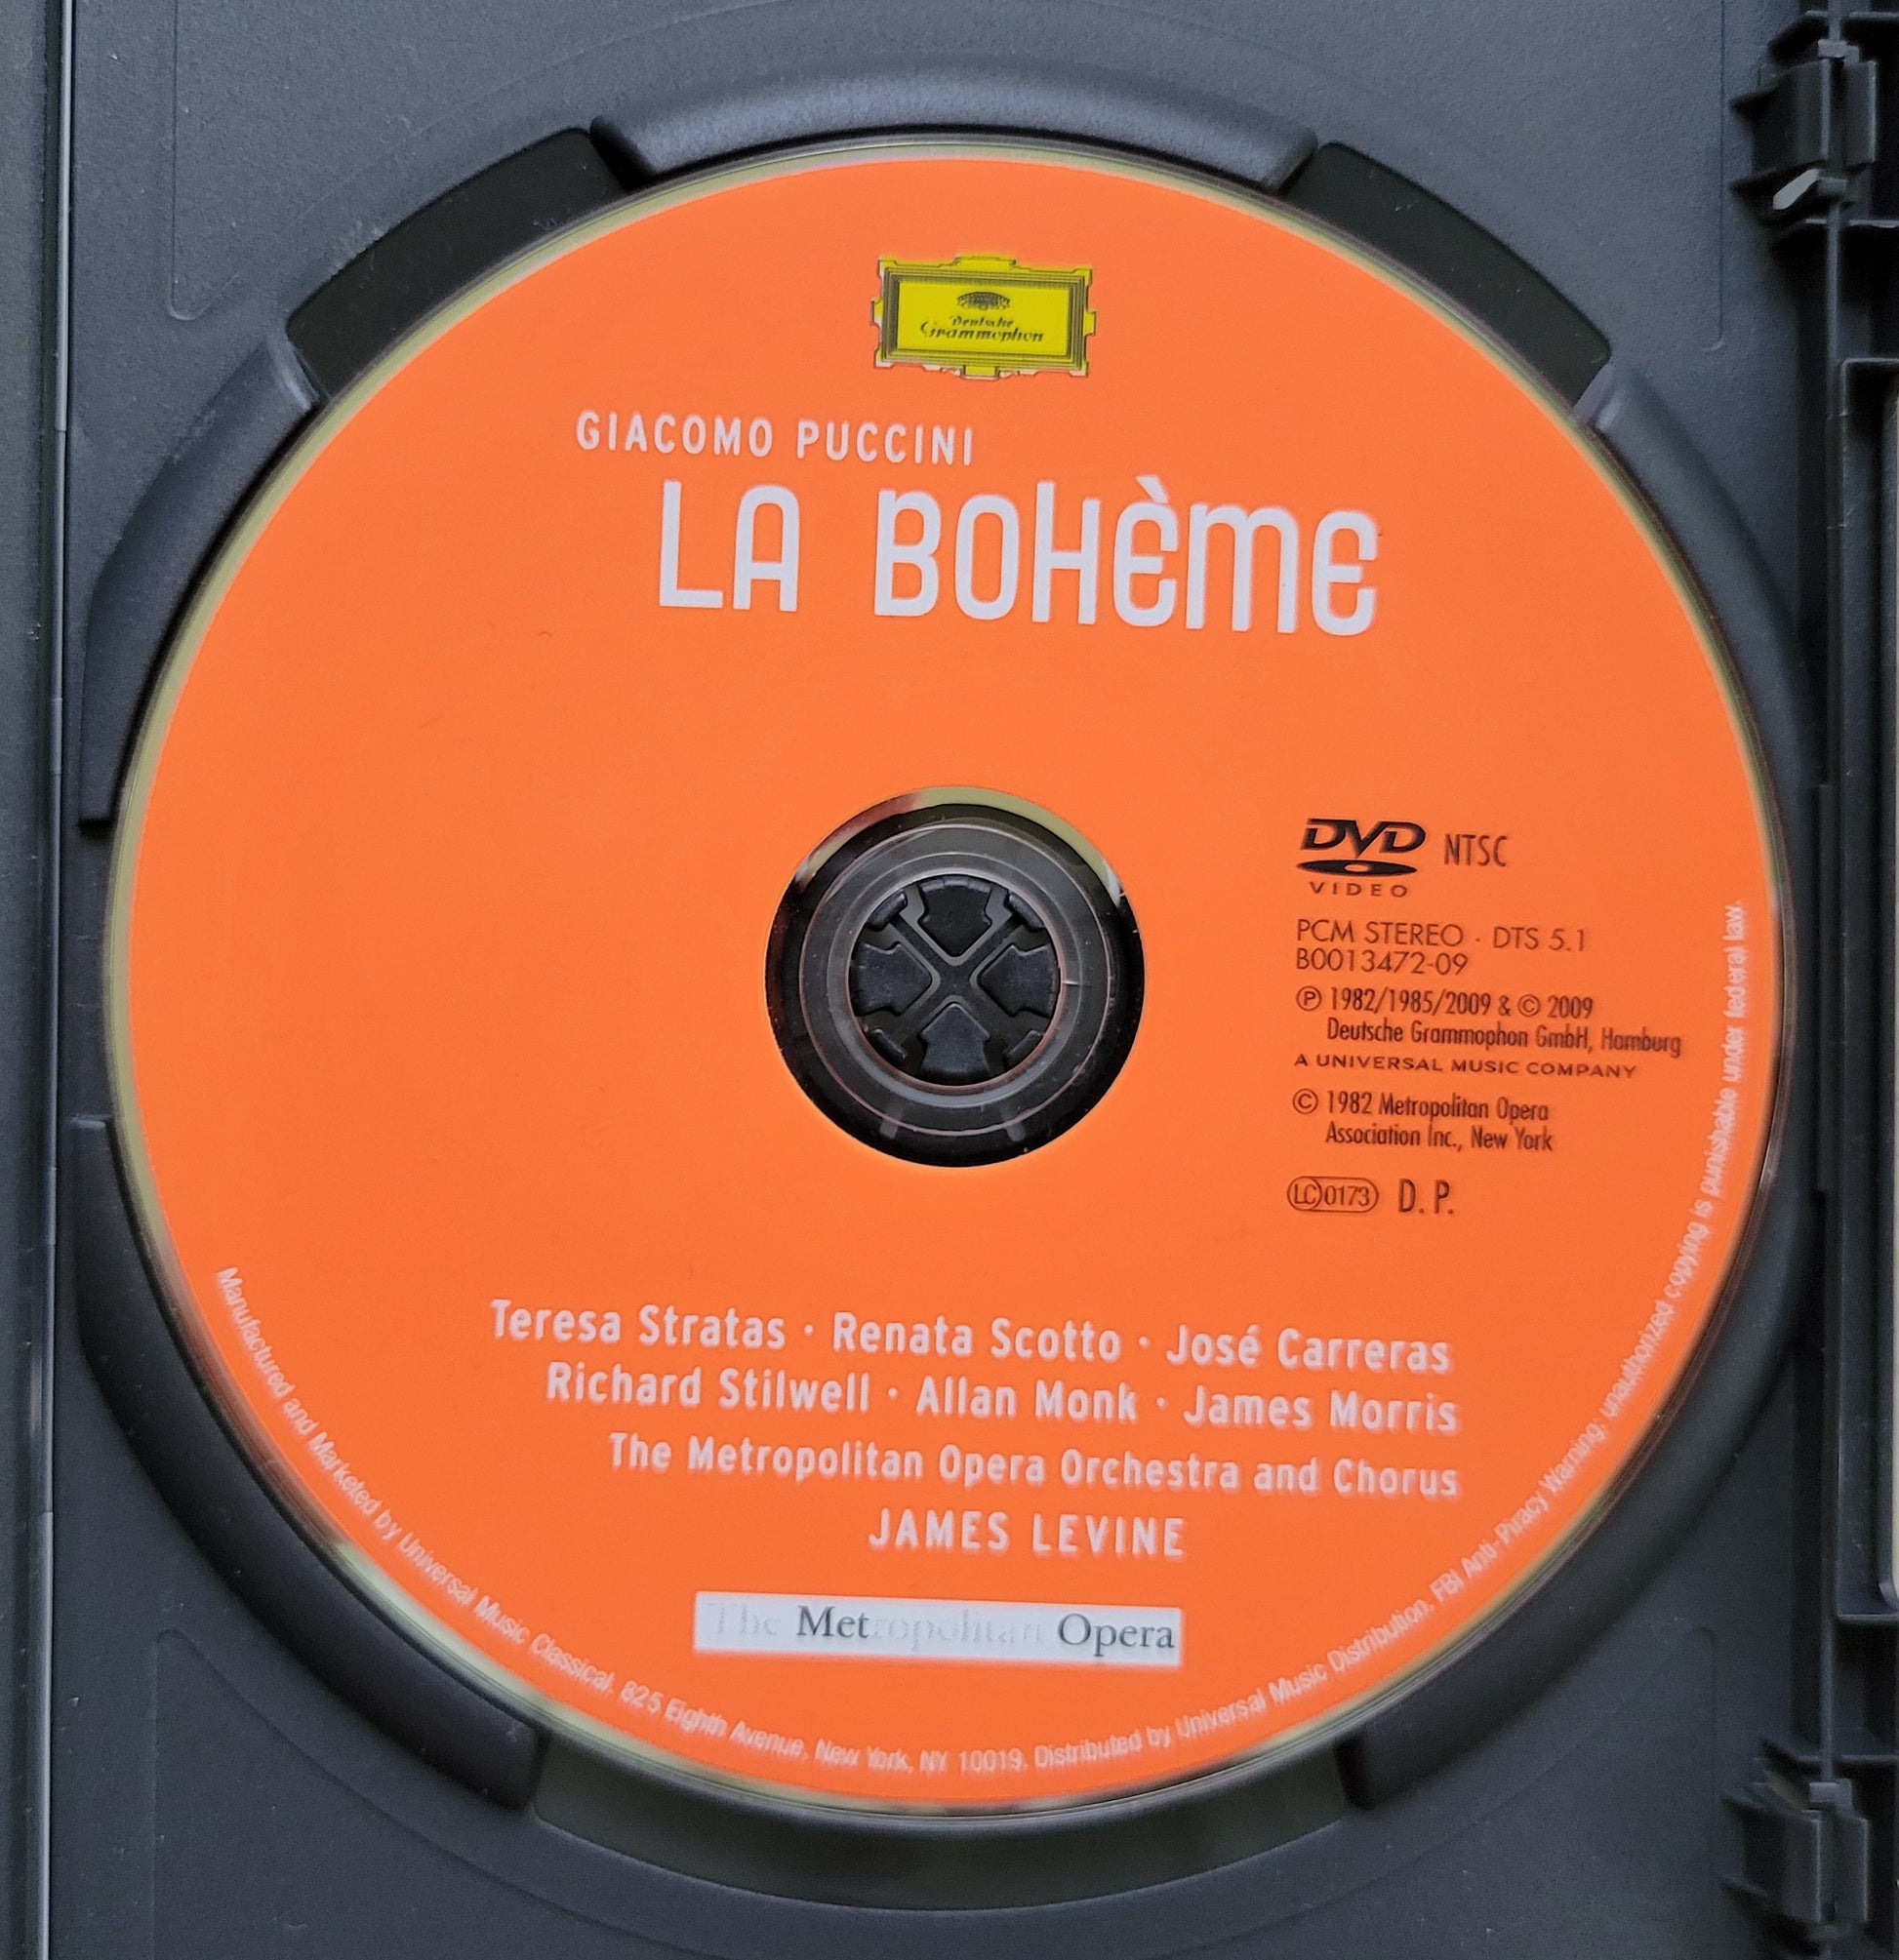 Deutsche
Grammophon
GIACOMO PUCCINI
LA BOHÈME
DVD
VIDEO
NTSC
PCM STEREO · DTS 5.1
B0013472-09
℗ 1982/1985/2009 & © 2009
Deutsche Grammophon GmbH, Hamburg
A UNIVERSAL MUSIC COMPANY
© 1982 Metropolitan Opera
Association Inc., New York
LC 0173 D. P.
Teresa Stratas · Renata Scotto · José Carreras
Richard Stilwell · Allan Monk · James Morris
The Metropolitan Opera Orchestra and Chorus
JAMES LEVINE
The Metropolitan Opera
Manufactured and Marketed by Universal Music Classical. 825 Eighth Avenue, New York, NY 10019. Distributed by Universal Music Distribution. FBI Anti-Piracy Warning: unauthorized copying is punishable under federal law.